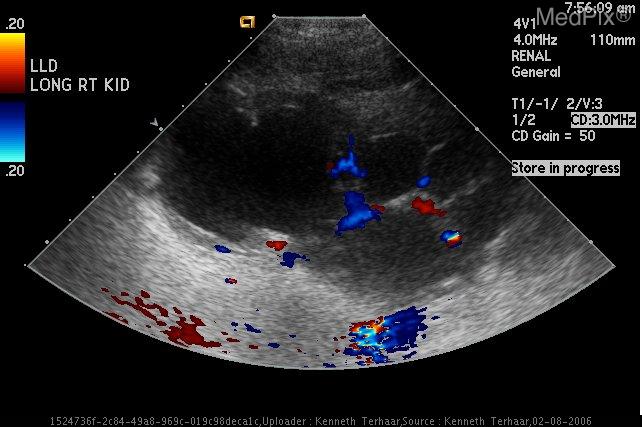 7:56:09 am
MedPix®
4V1
4.0MHz 110mm
RENAL
General
T1/-1/ 2/V:3
1/2 CD:3.0MHz
CD Gain = 50
Store in progress
.20
LLD
LONG RT KID
.20
1524736f-2c84-49a8-969c-019c98deca1c,Uploader : Kenneth Terhaar,Source : Kenneth Terhaar,02-08-2006